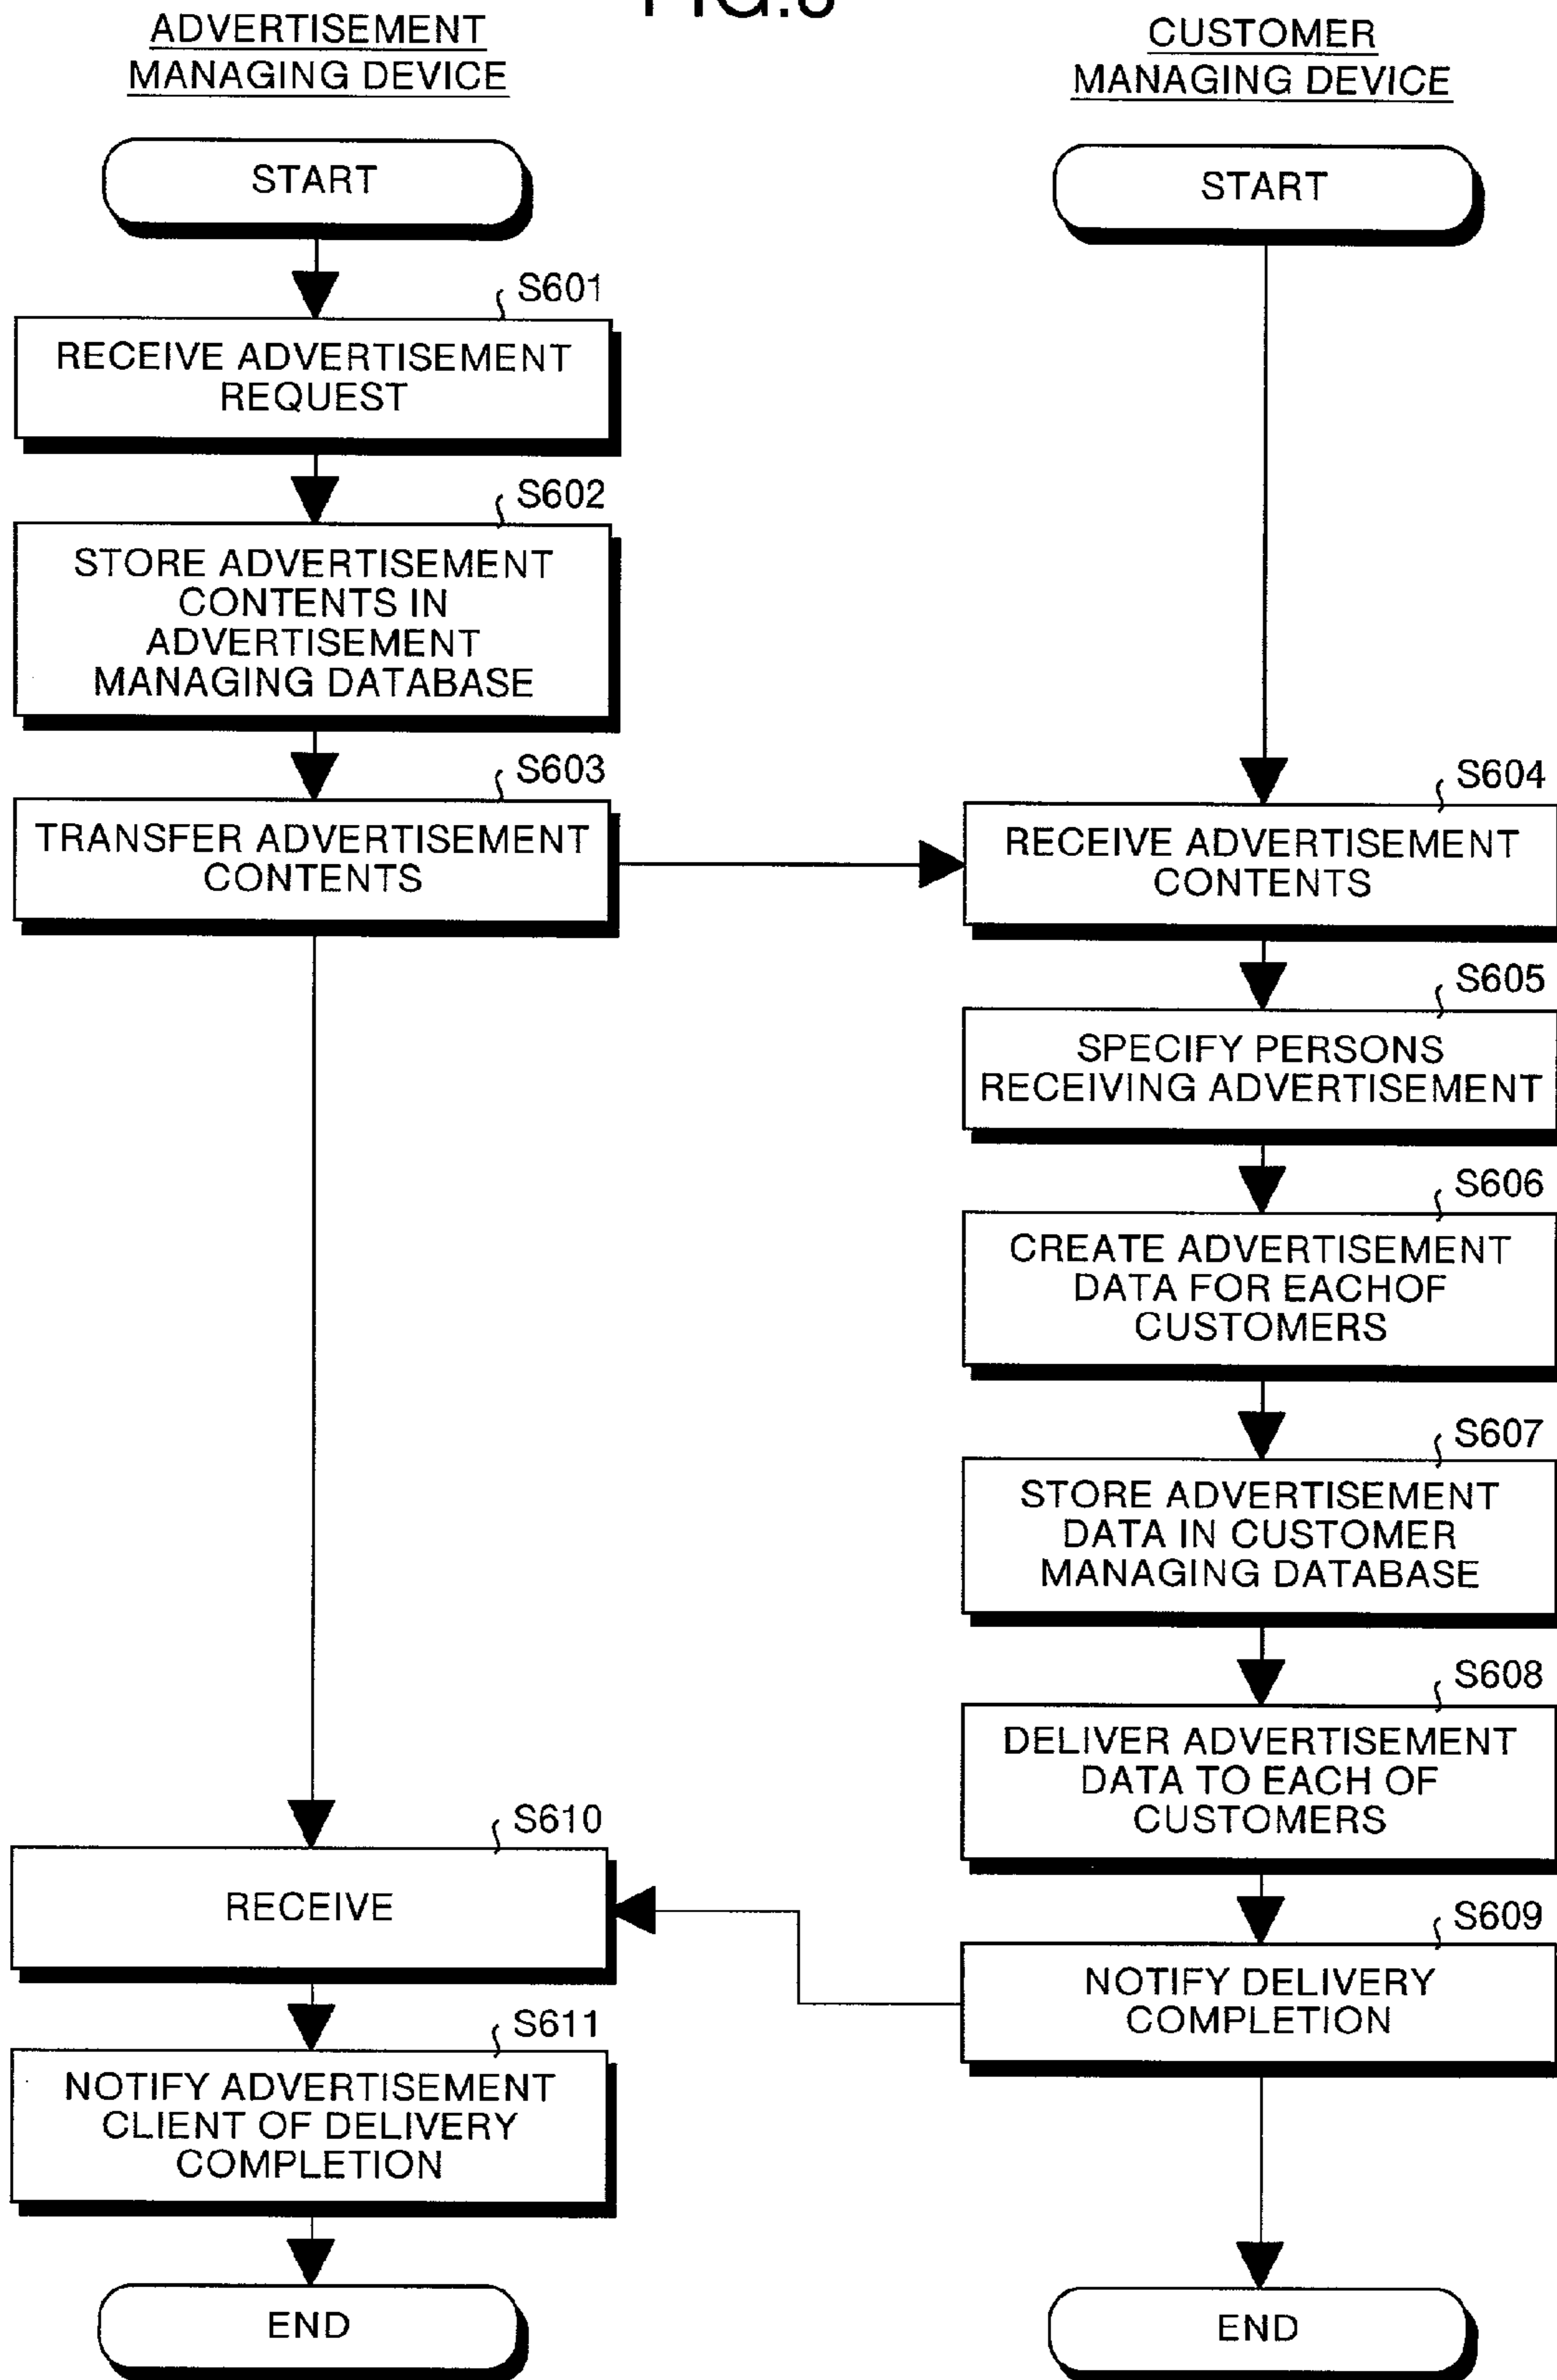 ADVERTISEMENT
MANAGING DEVICE
START
S601
RECEIVE ADVERTISEMENT
REQUEST
S602
STORE ADVERTISEMENT
CONTENTS IN
ADVERTISEMENT
MANAGING DATABASE
S603
TRANSFER ADVERTISEMENT
CONTENTS
S610
RECEIVE
S611
NOTIFY ADVERTISEMENT
CLIENT OF DELIVERY
COMPLETION
END
CUSTOMER
MANAGING DEVICE
START
S604
RECEIVE ADVERTISEMENT
CONTENTS
S605
SPECIFY PERSONS
RECEIVING ADVERTISEMENT
S606
CREATE ADVERTISEMENT
DATA FOR EACHOF
CUSTOMERS
S607
STORE ADVERTISEMENT
DATA IN CUSTOMER
MANAGING DATABASE
S608
DELIVER ADVERTISEMENT
DATA TO EACH OF
CUSTOMERS
S609
NOTIFY DELIVERY
COMPLETION
END